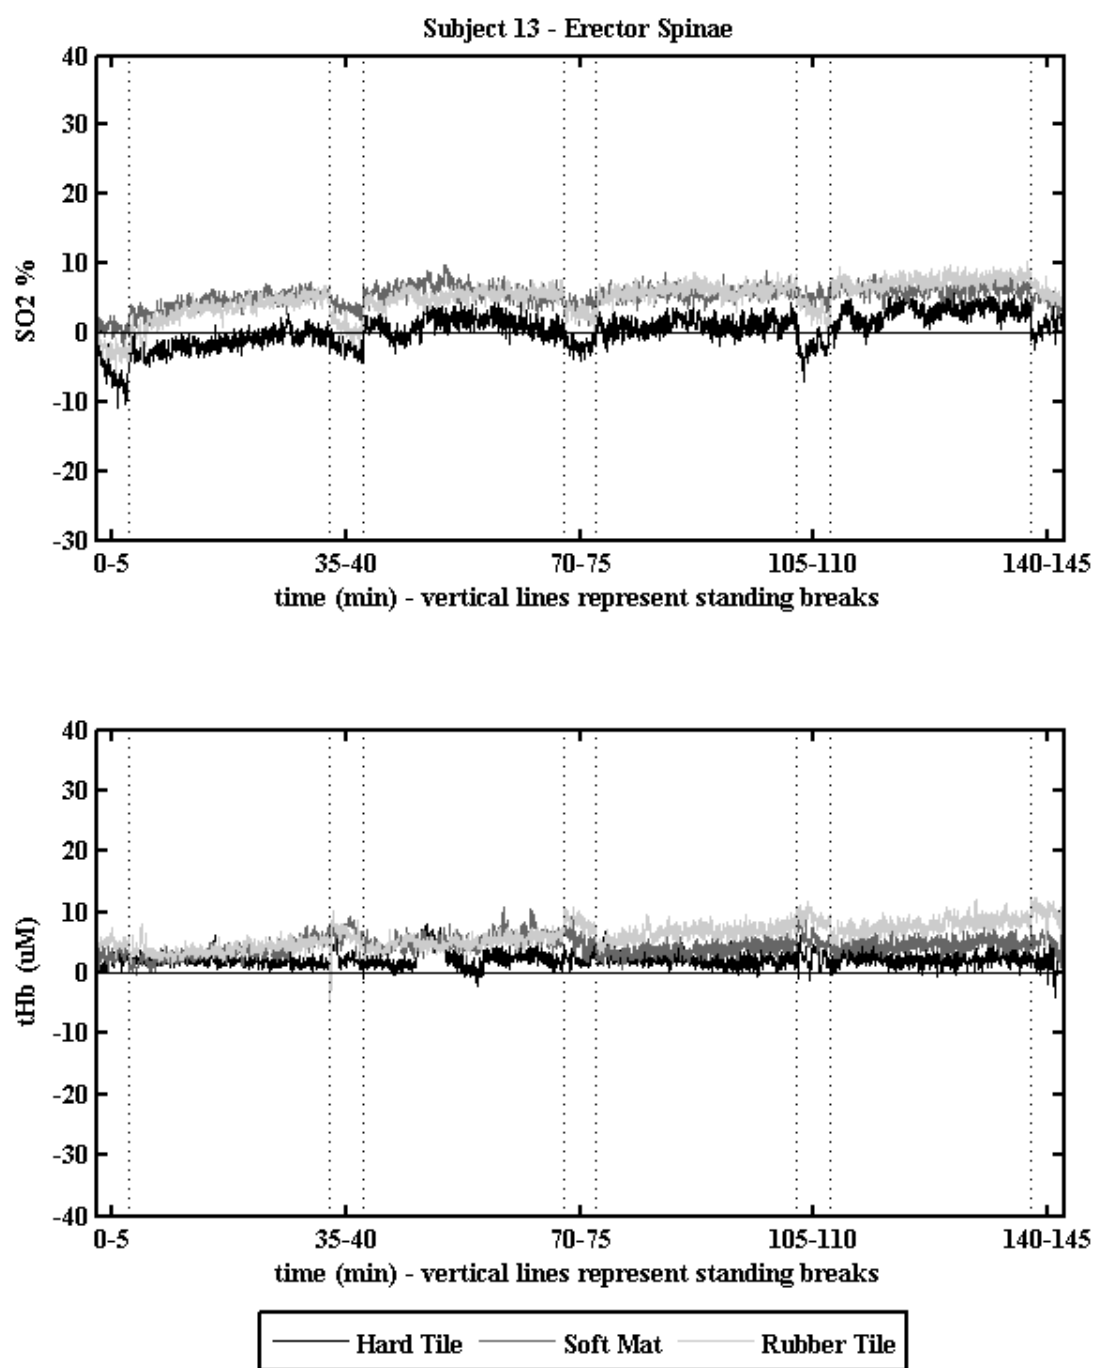 Subject 13 - Erector Spinae
40
30
20
10
0
-10
-20
-30
SO2 %
0-5 35-40 70-75 105-110 140-145
time (min) - vertical lines represent standing breaks
40
30
20
10
0
-10
-20
-30
-40
tHb (uM)
0-5 35-40 70-75 105-110 140-145
time (min) - vertical lines represent standing breaks
Hard Tile Soft Mat Rubber Tile